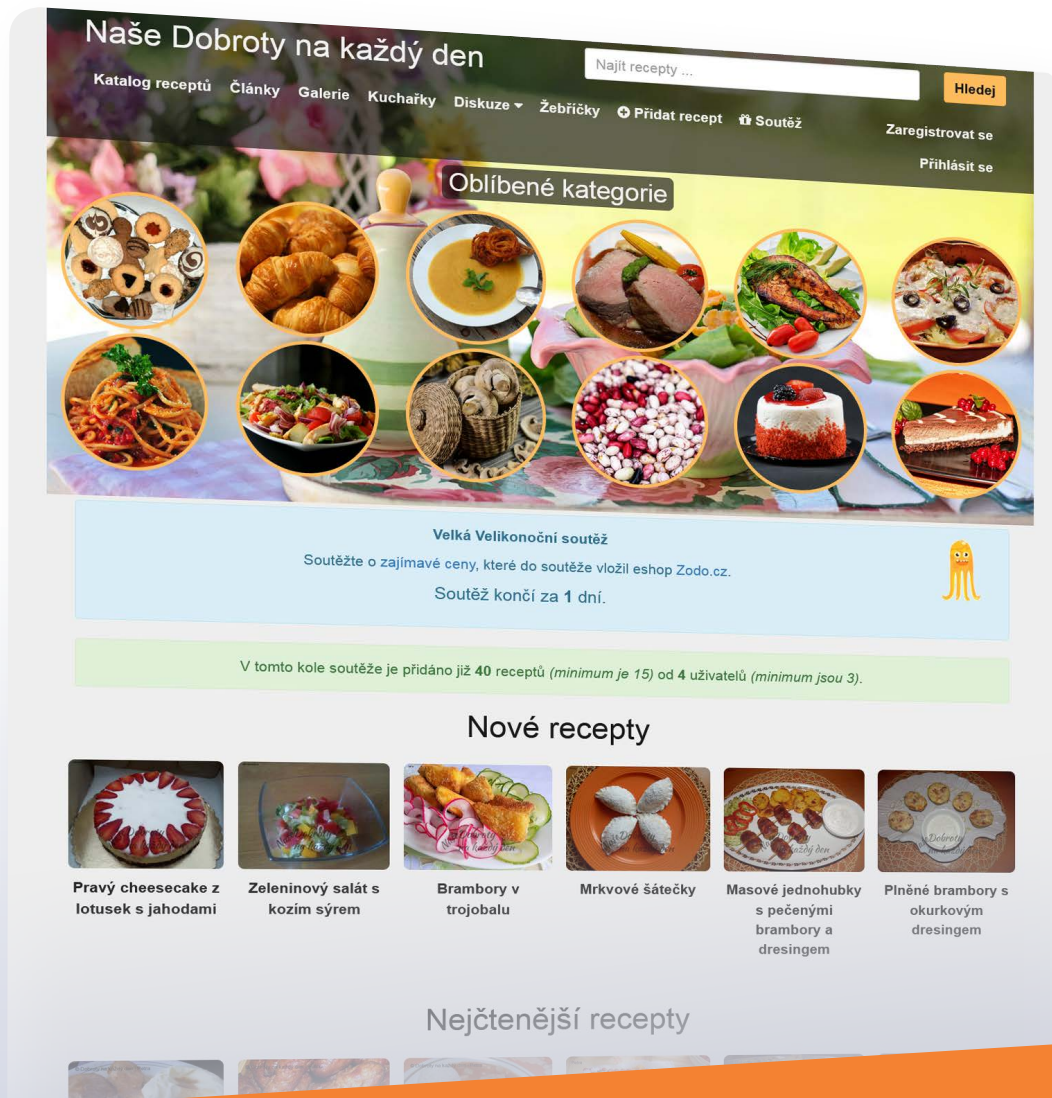 Naše Dobroty na každý den
Najít recepty ...
Hledej
Katalog receptů Články Galerie Kuchařky Diskuze Žebříčky Přidat recept Soutěž
Zaregistrovat se
Přihlásit se
Oblíbené kategorie
Velká Velikonoční soutěž
Soutěžte o zajímavé ceny, které do soutěže vložil eshop Zodo.cz.
Soutěž končí za 1 dní.
V tomto kole soutěže je přidáno již 40 receptů (minimum je 15) od 4 uživatelů (minimum jsou 3).
Nové recepty
Pravý cheesecake z
lotusek s jahodami
Zeleninový salát s
kozím sýrem
Brambory v
trojobalu
Mrkvové šátečky
Masové jednohubky
s pečenými
brambory a
dresingem
Plněné brambory s
okurkovým
dresingem
Nejčtenější recepty